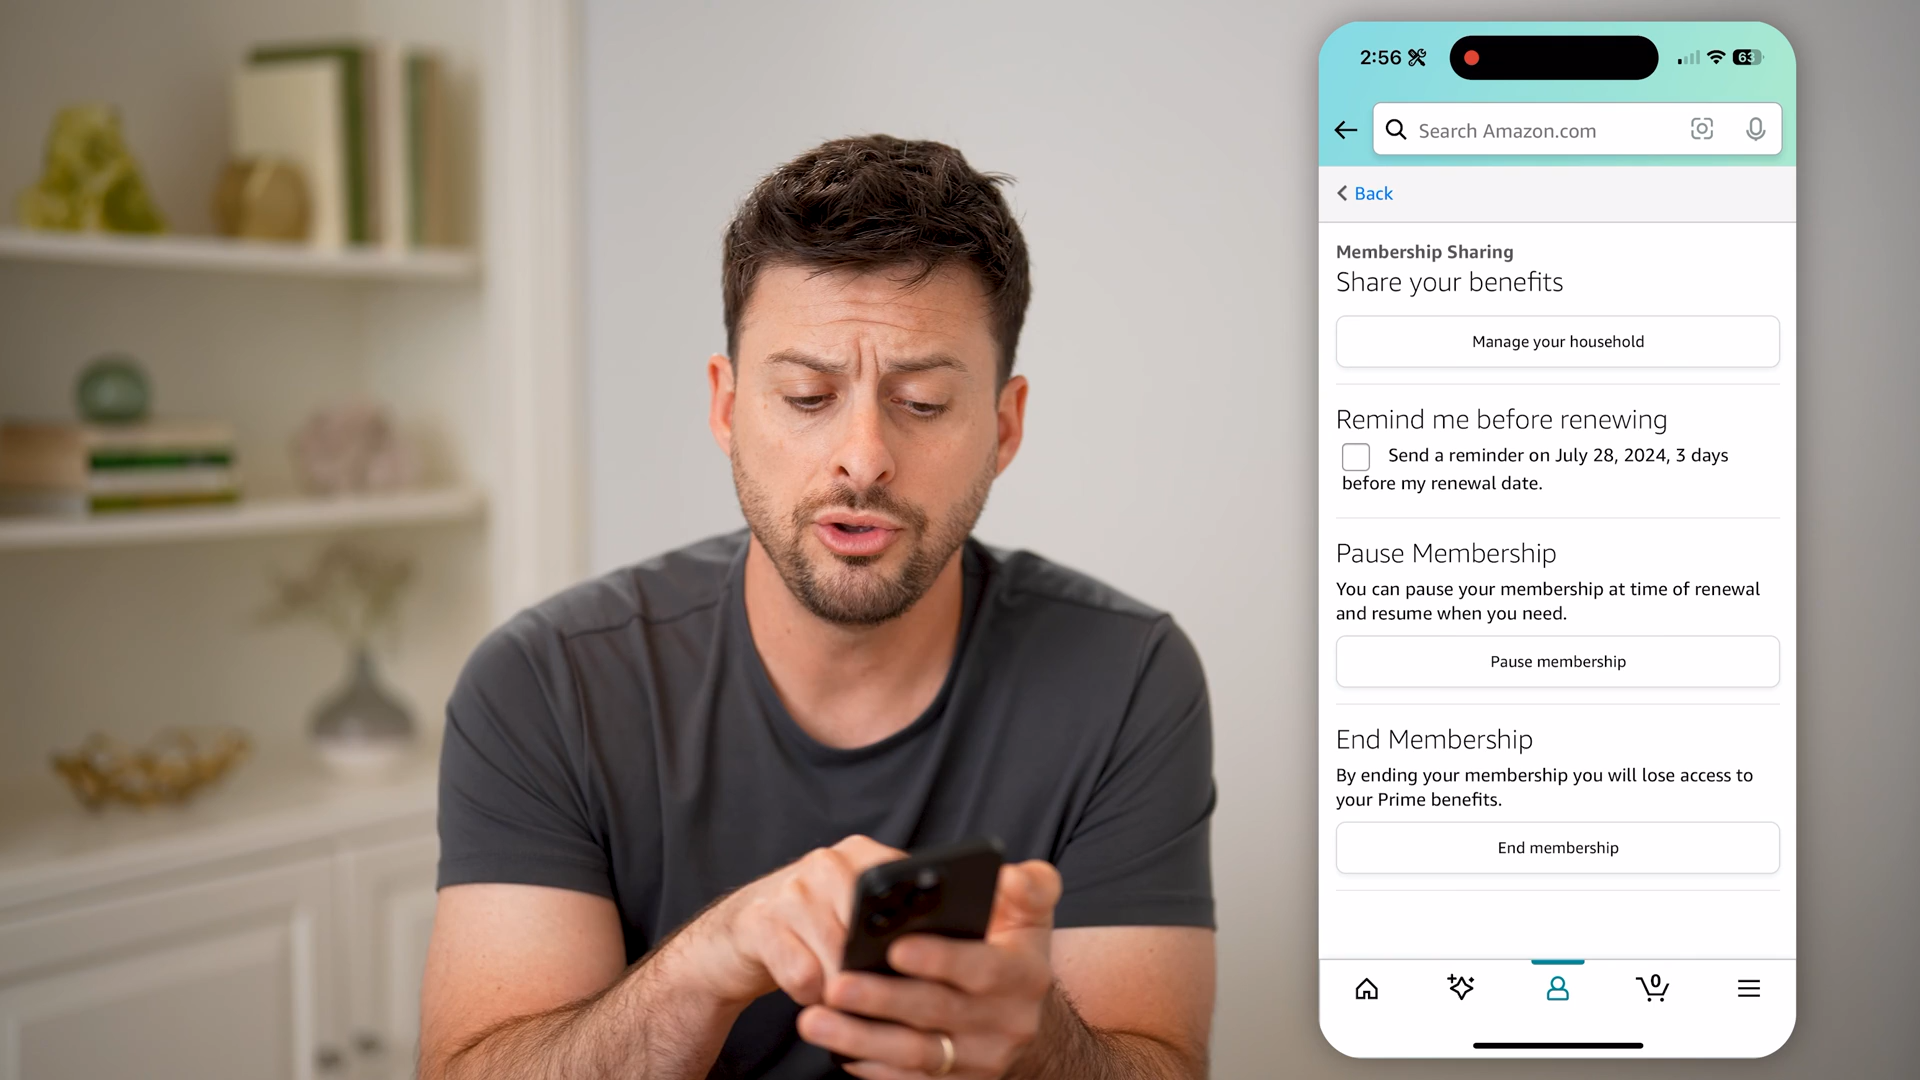 2:56
63
Search Amazon.com
Back
Membership Sharing
Share your benefits
Manage your household
Remind me before renewing
Send a reminder on July 28, 2024, 3 days
before my renewal date.
Pause Membership
You can pause your membership at time of renewal
and resume when you need.
Pause membership
End Membership
By ending your membership you will lose access to
your Prime benefits.
End membership
0